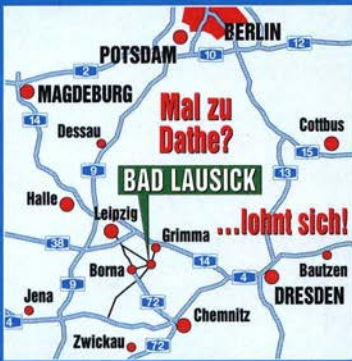 BERLIN
POTSDAM
10
12
2
MAGDEBURG
14
Mal zu
Dathe?
Cottbus
15
Dessau
9
13
BAD LAUSICK
Halle
Leipzig
...lohnt sich!
Grimma
38
14
4
Bautzen
Borna
9
DRESDEN
Jena
72
4
Chemnitz
Zwickau